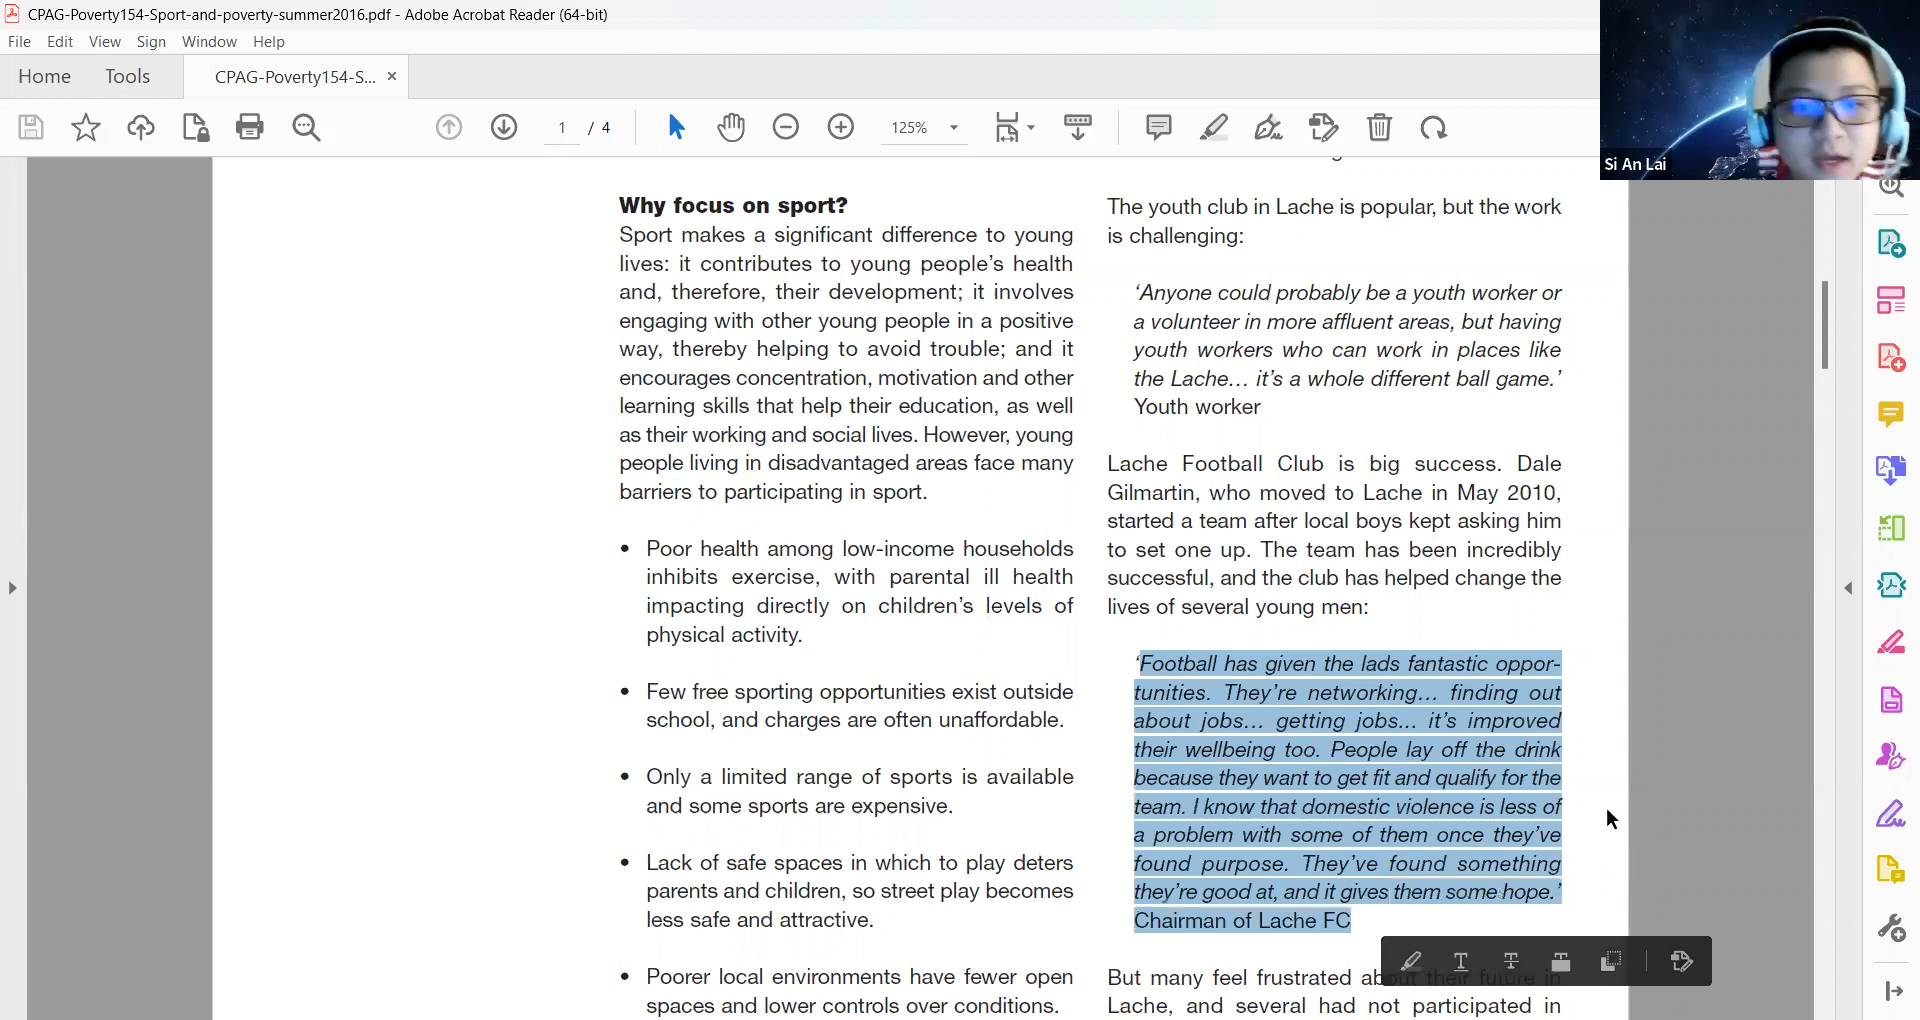 CPAG-Poverty154-Sport-and-poverty-summer2016.pdf - Adobe Acrobat Reader (64-bit)
File Edit View Sign Window Help
Home Tools CPAG-Poverty154-S... ×
1 / 4 125%
Si An Lai
Why focus on sport?
Sport makes a significant difference to young
lives: it contributes to young people’s health
and, therefore, their development; it involves
engaging with other young people in a positive
way, thereby helping to avoid trouble; and it
encourages concentration, motivation and other
learning skills that help their education, as well
as their working and social lives. However, young
people living in disadvantaged areas face many
barriers to participating in sport.
• Poor health among low-income households
inhibits exercise, with parental ill health
impacting directly on children’s levels of
physical activity.
• Few free sporting opportunities exist outside
school, and charges are often unaffordable.
• Only a limited range of sports is available
and some sports are expensive.
• Lack of safe spaces in which to play deters
parents and children, so street play becomes
less safe and attractive.
• Poorer local environments have fewer open
spaces and lower controls over conditions.
The youth club in Lache is popular, but the work
is challenging:
‘Anyone could probably be a youth worker or
a volunteer in more affluent areas, but having
youth workers who can work in places like
the Lache… it’s a whole different ball game.’
Youth worker
Lache Football Club is big success. Dale
Gilmartin, who moved to Lache in May 2010,
started a team after local boys kept asking him
to set one up. The team has been incredibly
successful, and the club has helped change the
lives of several young men:
‘Football has given the lads fantastic oppor-
tunities. They’re networking… finding out
about jobs… getting jobs… it’s improved
their wellbeing too. People lay off the drink
because they want to get fit and qualify for the
team. I know that domestic violence is less of
a problem with some of them once they’ve
found purpose. They’ve found something
they’re good at, and it gives them some hope.’
Chairman of Lache FC
But many feel frustrated about their future in
Lache, and several had not participated in